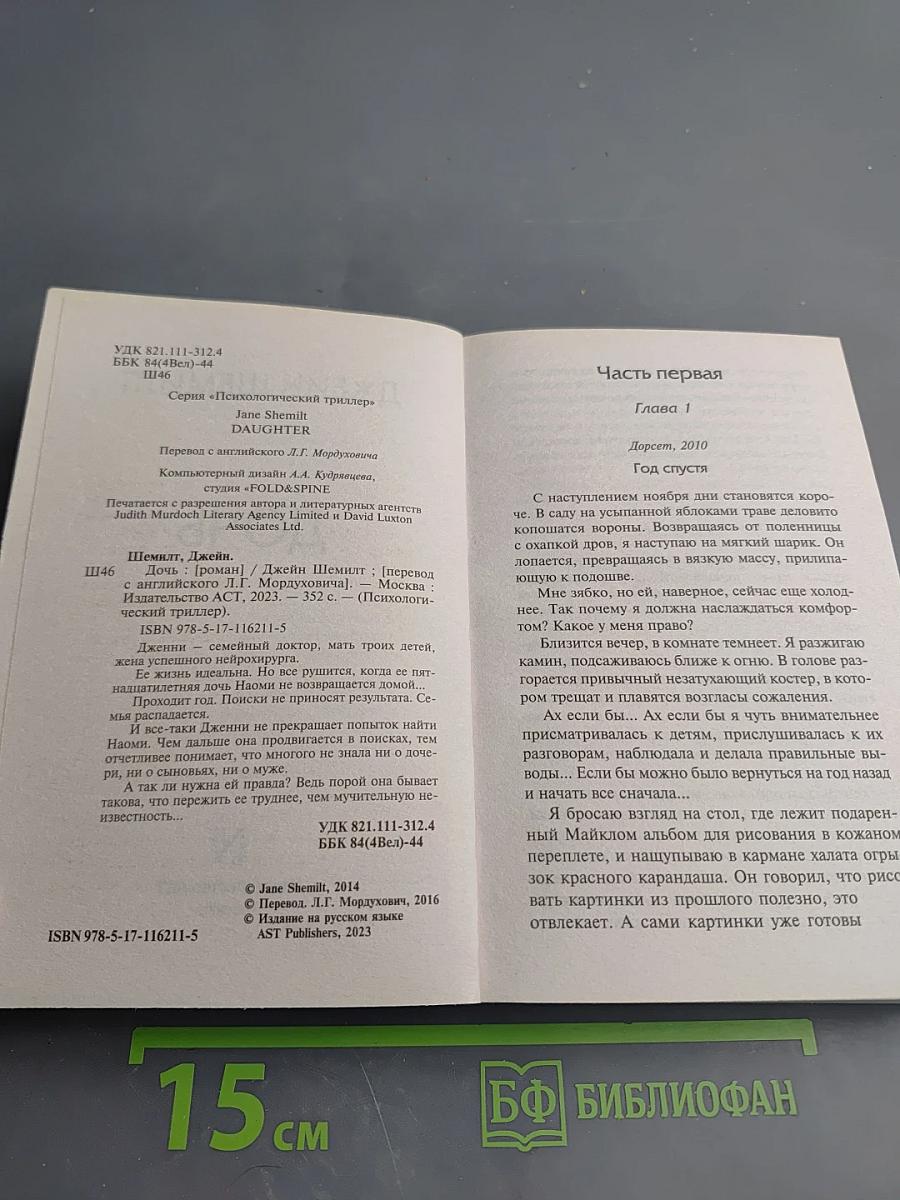 УДК 821.111-312.4
ББК 84(4Вел)-44
Ш46
Серия «Психологический триллер»
Jane Shemilt
DAUGHTER
Перевод с английского Л.Г. Мордуховича
Компьютерный дизайн А.А. Кудрявцева,
студия «FOLD&SPINE
Печатается с разрешения автора и литературных агентств
Judith Murdoch Literary Agency Limited и David Luxton
Associates Ltd.
Шемилт, Джейн.
Ш46 Дочь : [роман] / Джейн Шемилт ; [перевод
с английского Л.Г. Мордуховича]. — Москва :
Издательство АСТ, 2023. — 352 с. — (Психологи-
ческий триллер).
ISBN 978-5-17-116211-5
Дженни — семейный доктор, мать троих детей,
жена успешного нейрохирурга.
Ее жизнь идеальна. Но все рушится, когда ее пят-
надцатилетняя дочь Наоми не возвращается домой...
Проходит год. Поиски не приносят результата. Се-
мья распадается.
И все-таки Дженни не прекращает попыток найти
Наоми. Чем дальше она продвигается в поисках, тем
отчетливее понимает, что многого не знала ни о доче-
ри, ни о сыновьях, ни о муже.
А так ли нужна ей правда? Ведь порой она бывает
такова, что пережить ее труднее, чем мучительную не-
известность...
УДК 821.111-312.4
ББК 84(4Вел)-44
© Jane Shemilt, 2014
© Перевод. Л.Г. Мордухович, 2016
© Издание на русском языке
AST Publishers, 2023
ISBN 978-5-17-116211-5
Часть первая
Глава 1
Дорсет, 2010
Год спустя
С наступлением ноября дни становятся коро-
че. В саду на усыпанной яблоками траве деловито
копошатся вороны. Возвращаясь от поленницы
с охапкой дров, я наступаю на мягкий шарик. Он
лопается, превращаясь в вязкую массу, прилипа-
ющую к подошве.
Мне зябко, но ей, наверное, сейчас еще холод-
нее. Так почему я должна наслаждаться комфор-
том? Какое у меня право?
Близится вечер, в комнате темнеет. Я разжигаю
камин, подсаживаюсь ближе к огню. В голове раз-
горается привычный незатухающий костер, в кото-
ром трещат и плавятся возгласы сожаления.
Ах если бы... Ах если бы я чуть внимательнее
присматривалась к детям, прислушивалась к их
разговорам, наблюдала и делала правильные вы-
воды... Если бы можно было вернуться на год назад
и начать все сначала...
Я бросаю взгляд на стол, где лежит подарен-
ный Майклом альбом для рисования в кожаном
переплете, и нащупываю в кармане халата огры
зок красного карандаша. Он говорил, что рисо
вать картинки из прошлого полезно, это
отвлекает. А сами картинки уже готовы
15 см
БФ БИБЛИОФАН